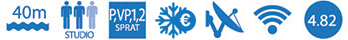 40m
STUDIO
P,VP,1,2
SPRAT
€
4.82